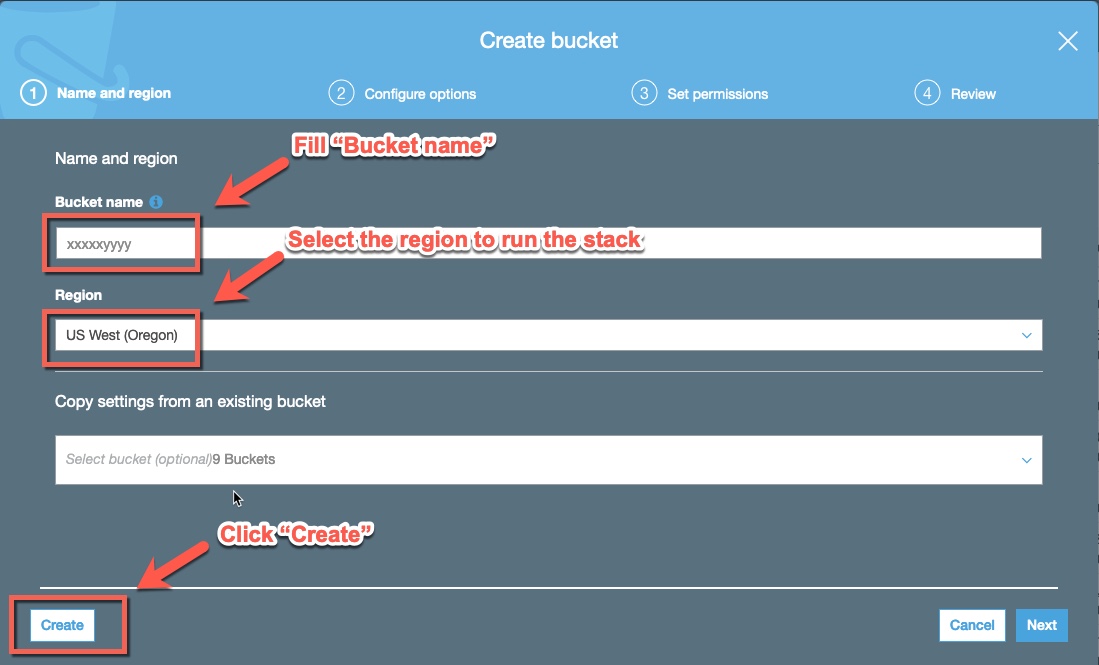 Create bucket
1 Name and region
2 Configure options
3 Set permissions
4 Review
Fill “Bucket name”
Name and region
Bucket name
xxxxxyyyy
Select the region to run the stack
Region
US West (Oregon)
Copy settings from an existing bucket
Select bucket (optional)9 Buckets
Click “Create”
Create
Cancel
Next